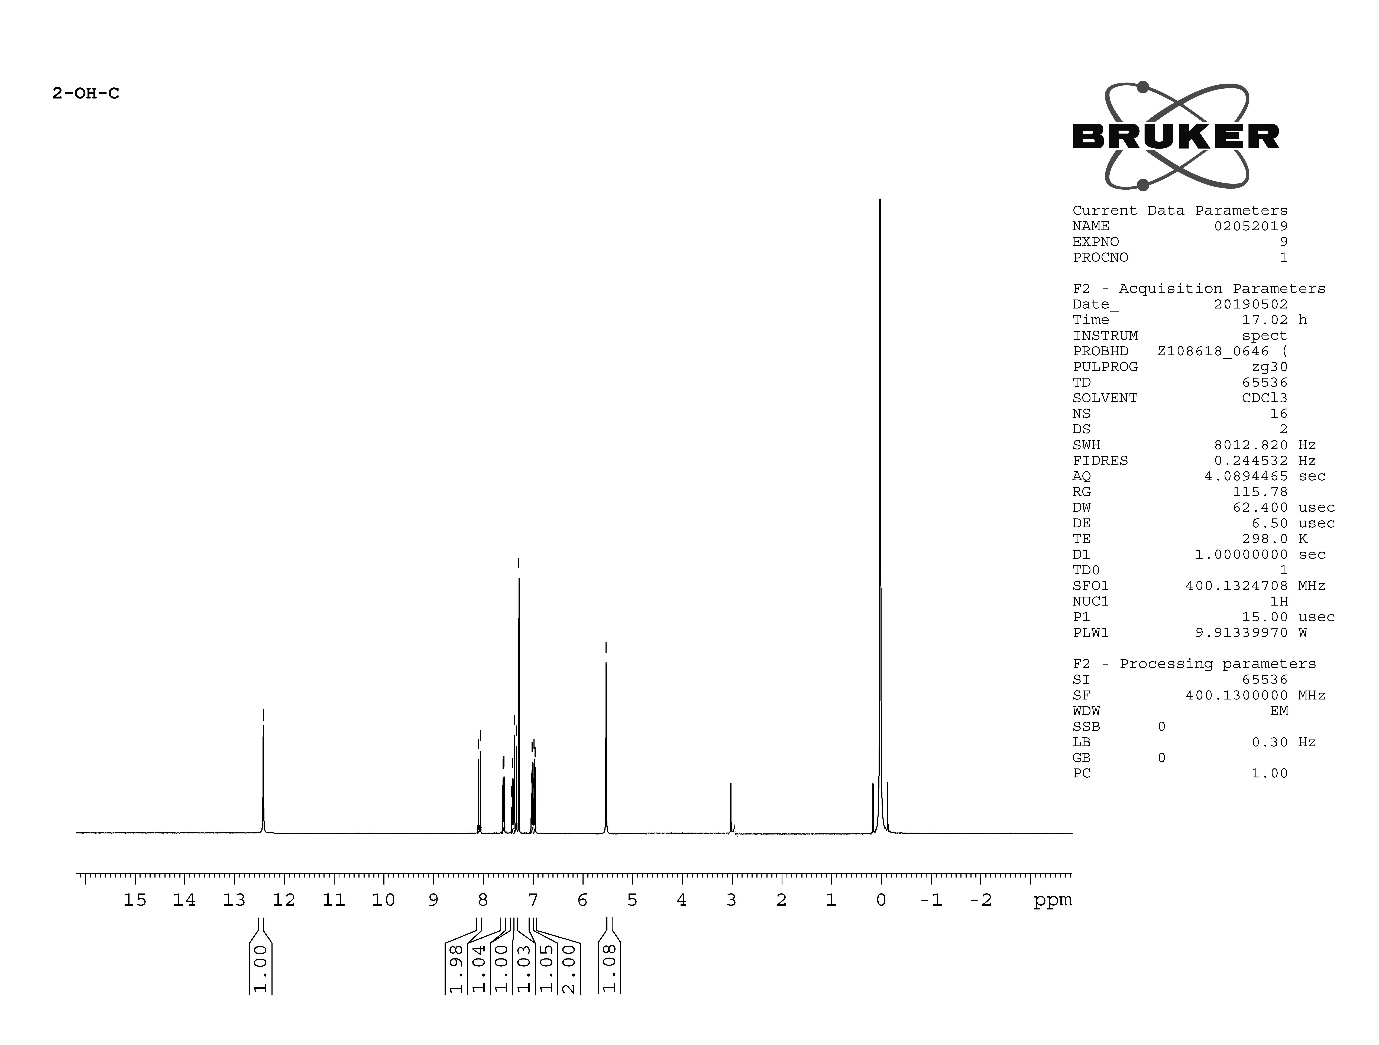 2-OH-C
BRUKER
Current Data Parameters
NAME 02052019
EXPNO 9
PROCNO 1
F2 - Acquisition Parameters
Date_ 20190502
Time 17.02 h
INSTRUM spect
PROBHD Z108618_0646 (
PULPROG zg30
TD 65536
SOLVENT CDCl3
NS 16
DS 2
SWH 8012.820 Hz
FIDRES 0.244532 Hz
AQ 4.0894465 sec
RG 115.78
DW 62.400 usec
DE 6.50 usec
TE 298.0 K
D1 1.00000000 sec
TD0 1
SFO1 400.1324708 MHz
NUC1 1H
P1 15.00 usec
PLW1 9.91339970 W
F2 - Processing parameters
SI 65536
SF 400.1300000 MHz
WDW EM
SSB 0
LB 0.30 Hz
GB 0
PC 1.00
15 14 13 12 11 10 9 8 7 6 5 4 3 2 1 0 -1 -2 ppm
1.00 1.98 1.04 1.00 1.03 1.05 2.00 1.08